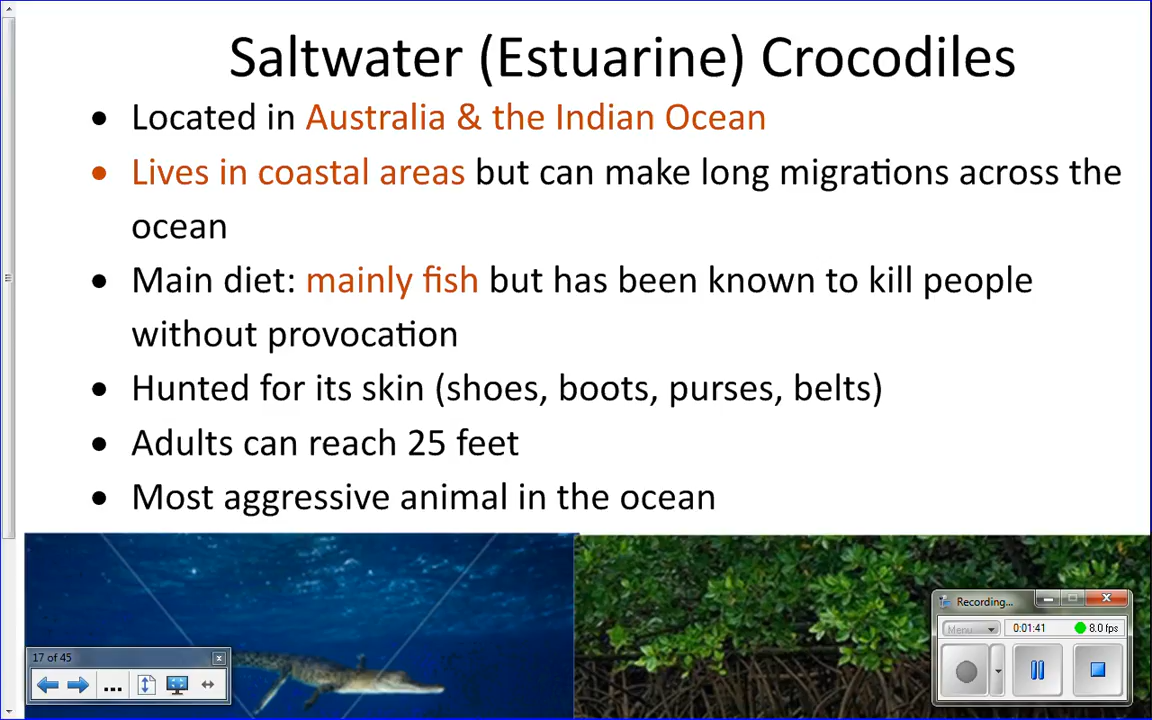 Saltwater (Estuarine) Crocodiles
• Located in Australia & the Indian Ocean
• Lives in coastal areas but can make long migrations across the
ocean
• Main diet: mainly fish but has been known to kill people
without provocation
• Hunted for its skin (shoes, boots, purses, belts)
• Adults can reach 25 feet
• Most aggressive animal in the ocean
17 of 45
...
Recording...
Menu
0:01:41
8.0 fps